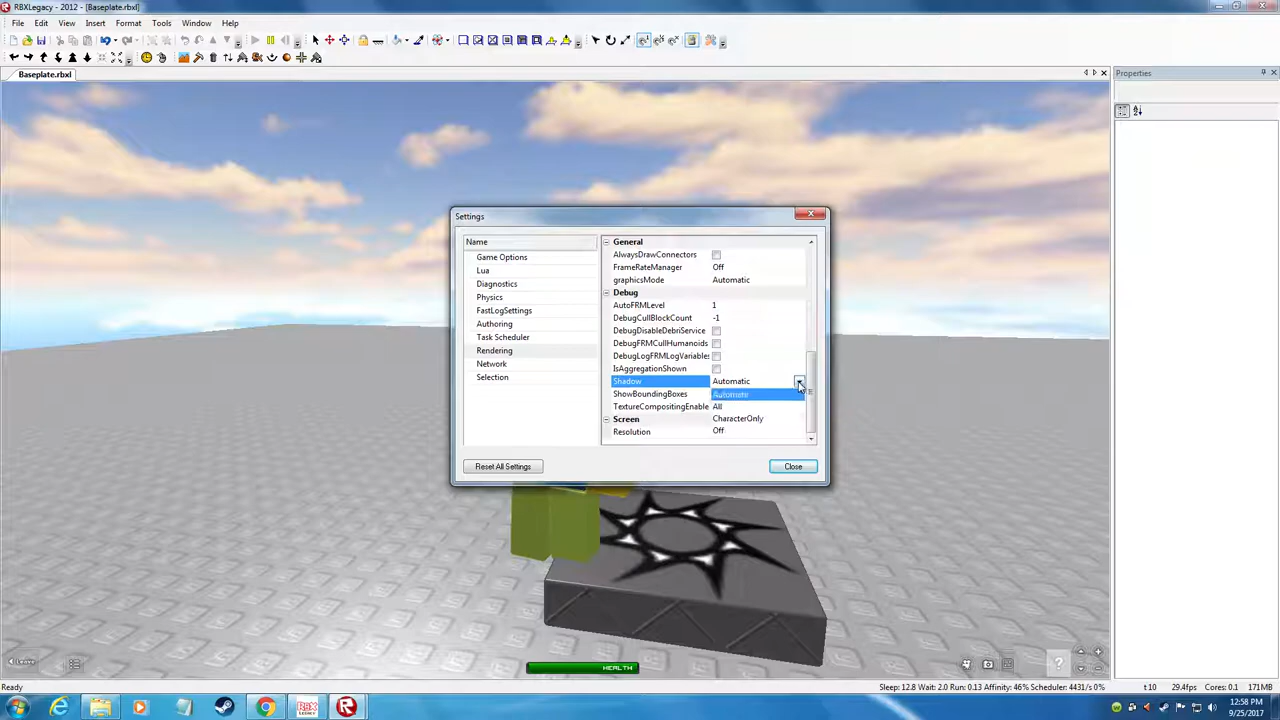 RBXLegacy - 2012 - [Baseplate.rbxl]
File Edit View Insert Format Tools Window Help
Baseplate.rbxl
Properties
Settings
Name
Game Options
Lua
Diagnostics
Physics
FastLogSettings
Authoring
Task Scheduler
Rendering
Network
Selection
General
AlwaysDrawConnectors
FrameRateManager Off
graphicsMode Automatic
Debug
AutoFRMLevel 1
DebugCullBlockCount -1
DebugDisableDebriService
DebugFRMCullHumanoids
DebugLogFRMLogVariables
IsAggregationShown
Shadow Automatic
ShowBoundingBoxes Automatic
TextureCompositingEnable All
Screen CharacterOnly
Resolution Off
Reset All Settings Close
Leave
HEALTH
?
Ready Sleep: 12.8 Wait: 2.0 Run: 0.13 Affinity: 46% Scheduler: 4431/s 0% t 10 29.4fps Cores: 0.1 171MB
12:58 PM
9/25/2017